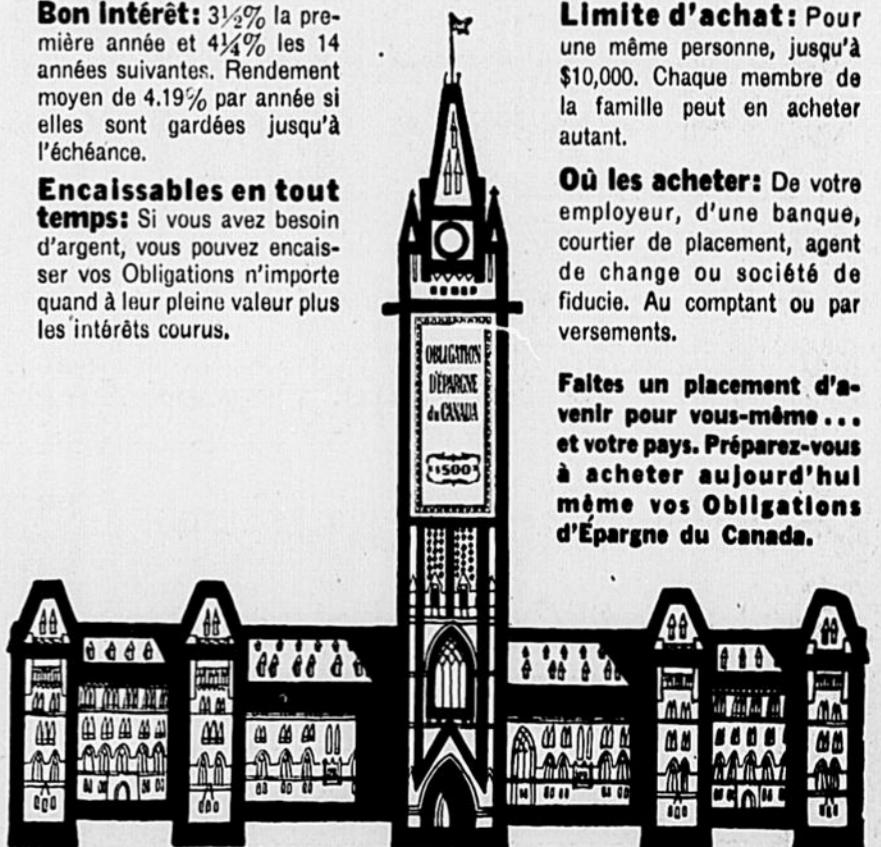 Bon Intérêt: 3½% la pre-
mière année et 4¼% les 14
années suivantes. Rendement
moyen de 4.19% par année si
elles sont gardées jusqu'à
l'échéance.
Encaissables en tout
temps: Si vous avez besoin
d'argent, vous pouvez encais-
ser vos Obligations n'importe
quand à leur pleine valeur plus
les intérêts courus.
OBLIGATION
D'ÉPARGNE
du CANADA
$500
Limite d'achat: Pour
une même personne, jusqu'à
$10,000. Chaque membre de
la famille peut en acheter
autant.
Où les acheter: De votre
employeur, d'une banque,
courtier de placement, agent
de change ou société de
fiducie. Au comptant ou par
versements.
Faites un placement d'a-
venir pour vous-même...
et votre pays. Préparez-vous
à acheter aujourd'hui
même vos Obligations
d'Épargne du Canada.